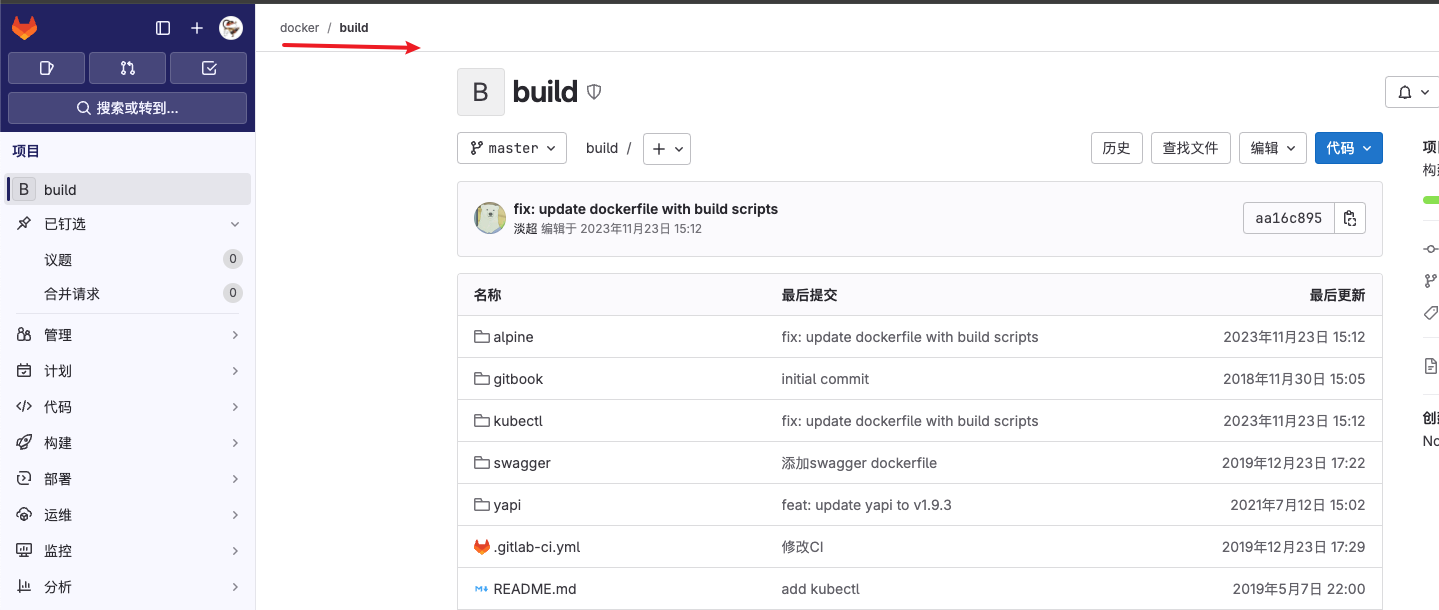 docker / build
搜索或转到...
项目
B build
已钉选
议题 0
合并请求 0
管理
计划
代码
构建
部署
运维
监控
分析
B build
master build / +
历史 查找文件 编辑 代码
fix: update dockerfile with build scripts
淡超 编辑于 2023年11月23日 15:12
aa16c895
名称 最后提交 最后更新
alpine fix: update dockerfile with build scripts 2023年11月23日 15:12
gitbook initial commit 2018年11月30日 15:05
kubectl fix: update dockerfile with build scripts 2023年11月23日 15:12
swagger 添加swagger dockerfile 2019年12月23日 17:22
yapi feat: update yapi to v1.9.3 2021年7月12日 15:02
.gitlab-ci.yml 修改CI 2019年12月23日 17:29
README.md add kubectl 2019年5月7日 22:00